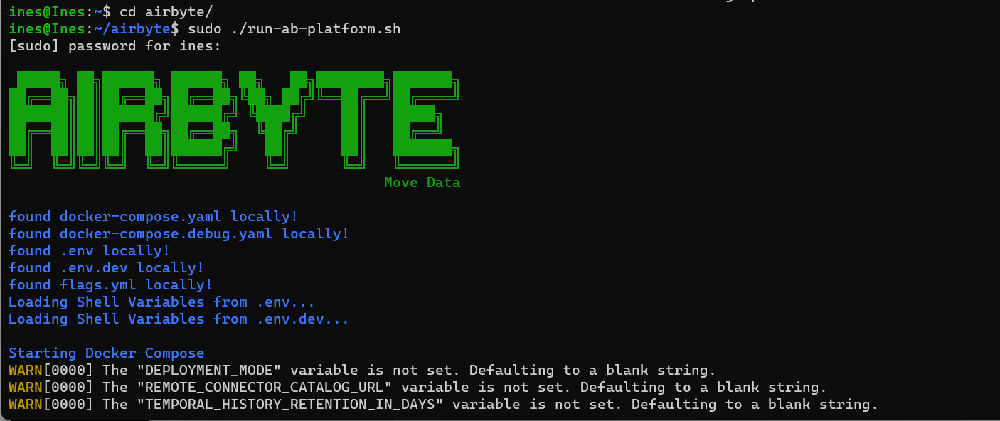 ines@Ines:~$ cd airbyte/
ines@Ines:~/airbyte$ sudo ./run-ab-platform.sh
[sudo] password for ines:
AIRBYTE
Move Data
found docker-compose.yaml locally!
found docker-compose.debug.yaml locally!
found .env locally!
found .env.dev locally!
found flags.yml locally!
Loading Shell Variables from .env...
Loading Shell Variables from .env.dev...
Starting Docker Compose
WARN[0000] The "DEPLOYMENT_MODE" variable is not set. Defaulting to a blank string.
WARN[0000] The "REMOTE_CONNECTOR_CATALOG_URL" variable is not set. Defaulting to a blank string.
WARN[0000] The "TEMPORAL_HISTORY_RETENTION_IN_DAYS" variable is not set. Defaulting to a blank string.